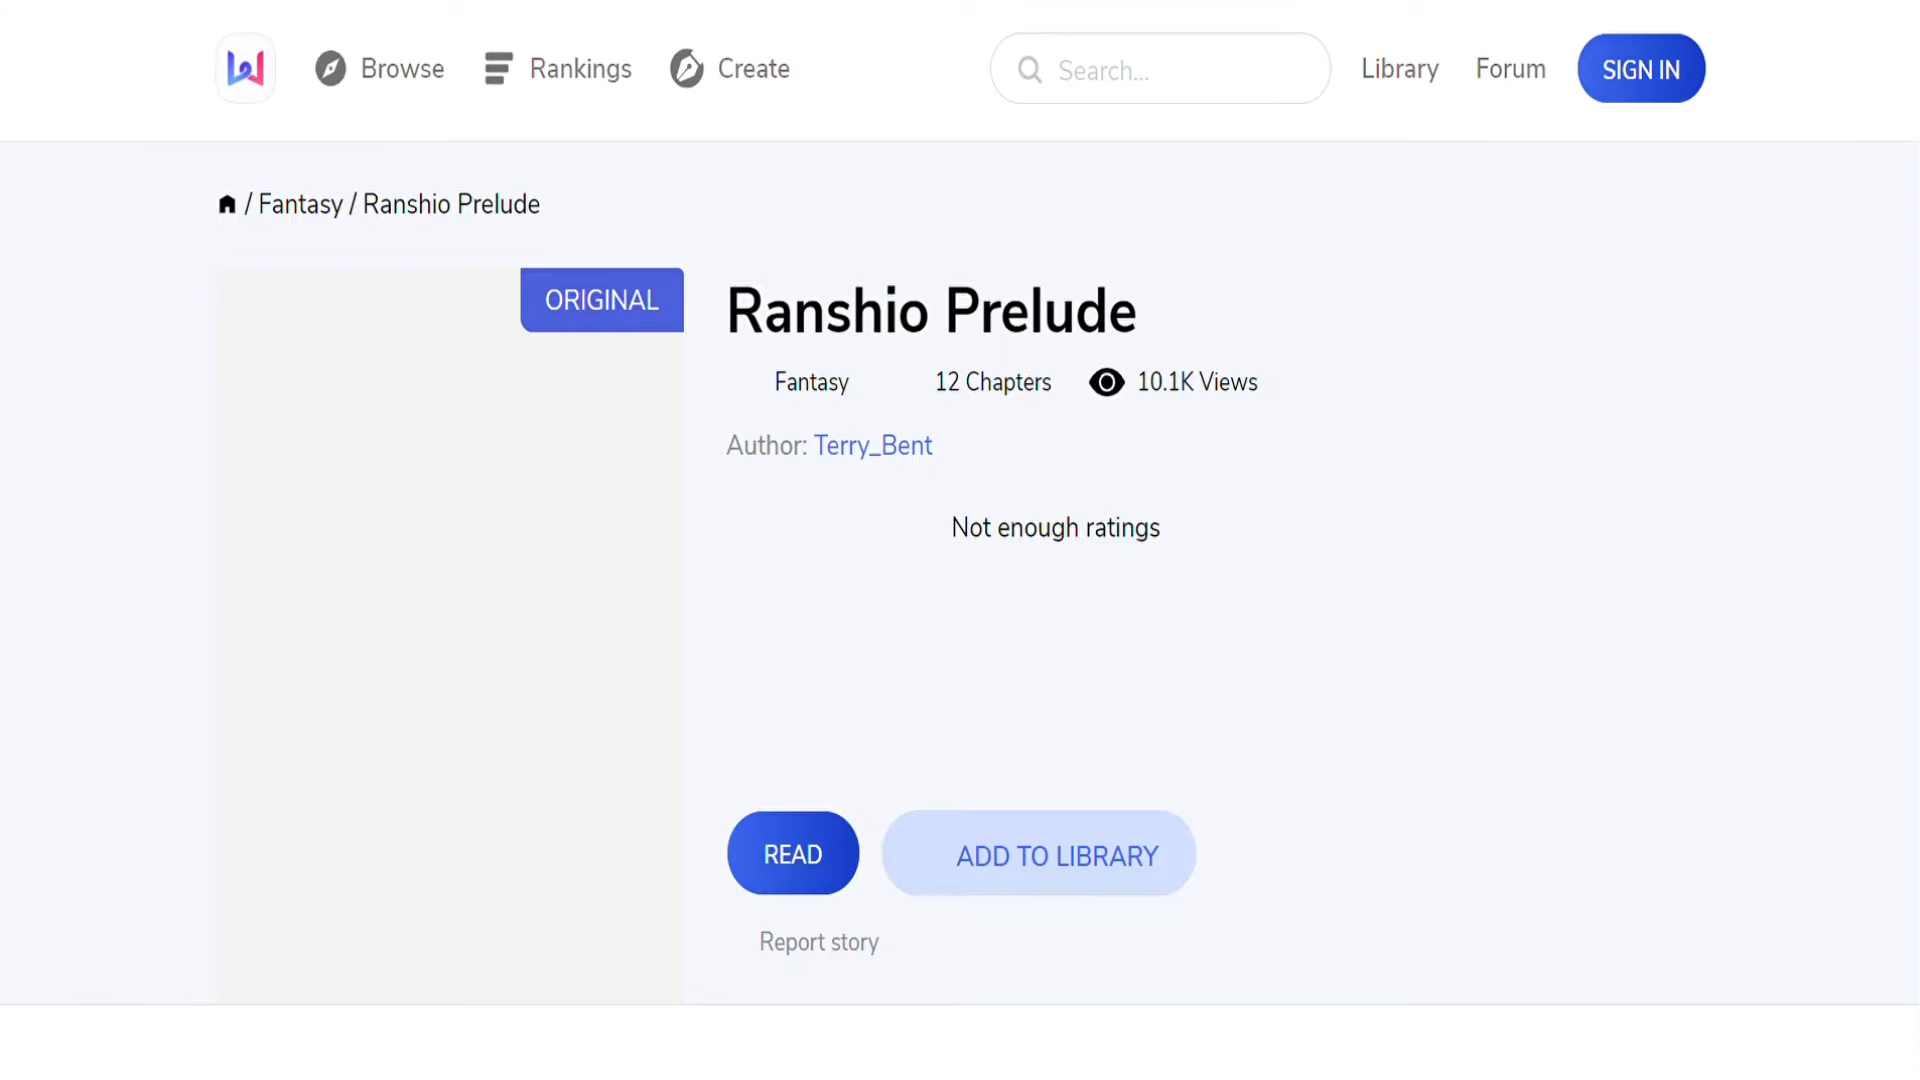 Browse Rankings Create Search... Library Forum SIGN IN
/ Fantasy / Ranshio Prelude
ORIGINAL
Ranshio Prelude
Fantasy 12 Chapters 10.1K Views
Author: Terry_Bent
Not enough ratings
READ ADD TO LIBRARY
Report story